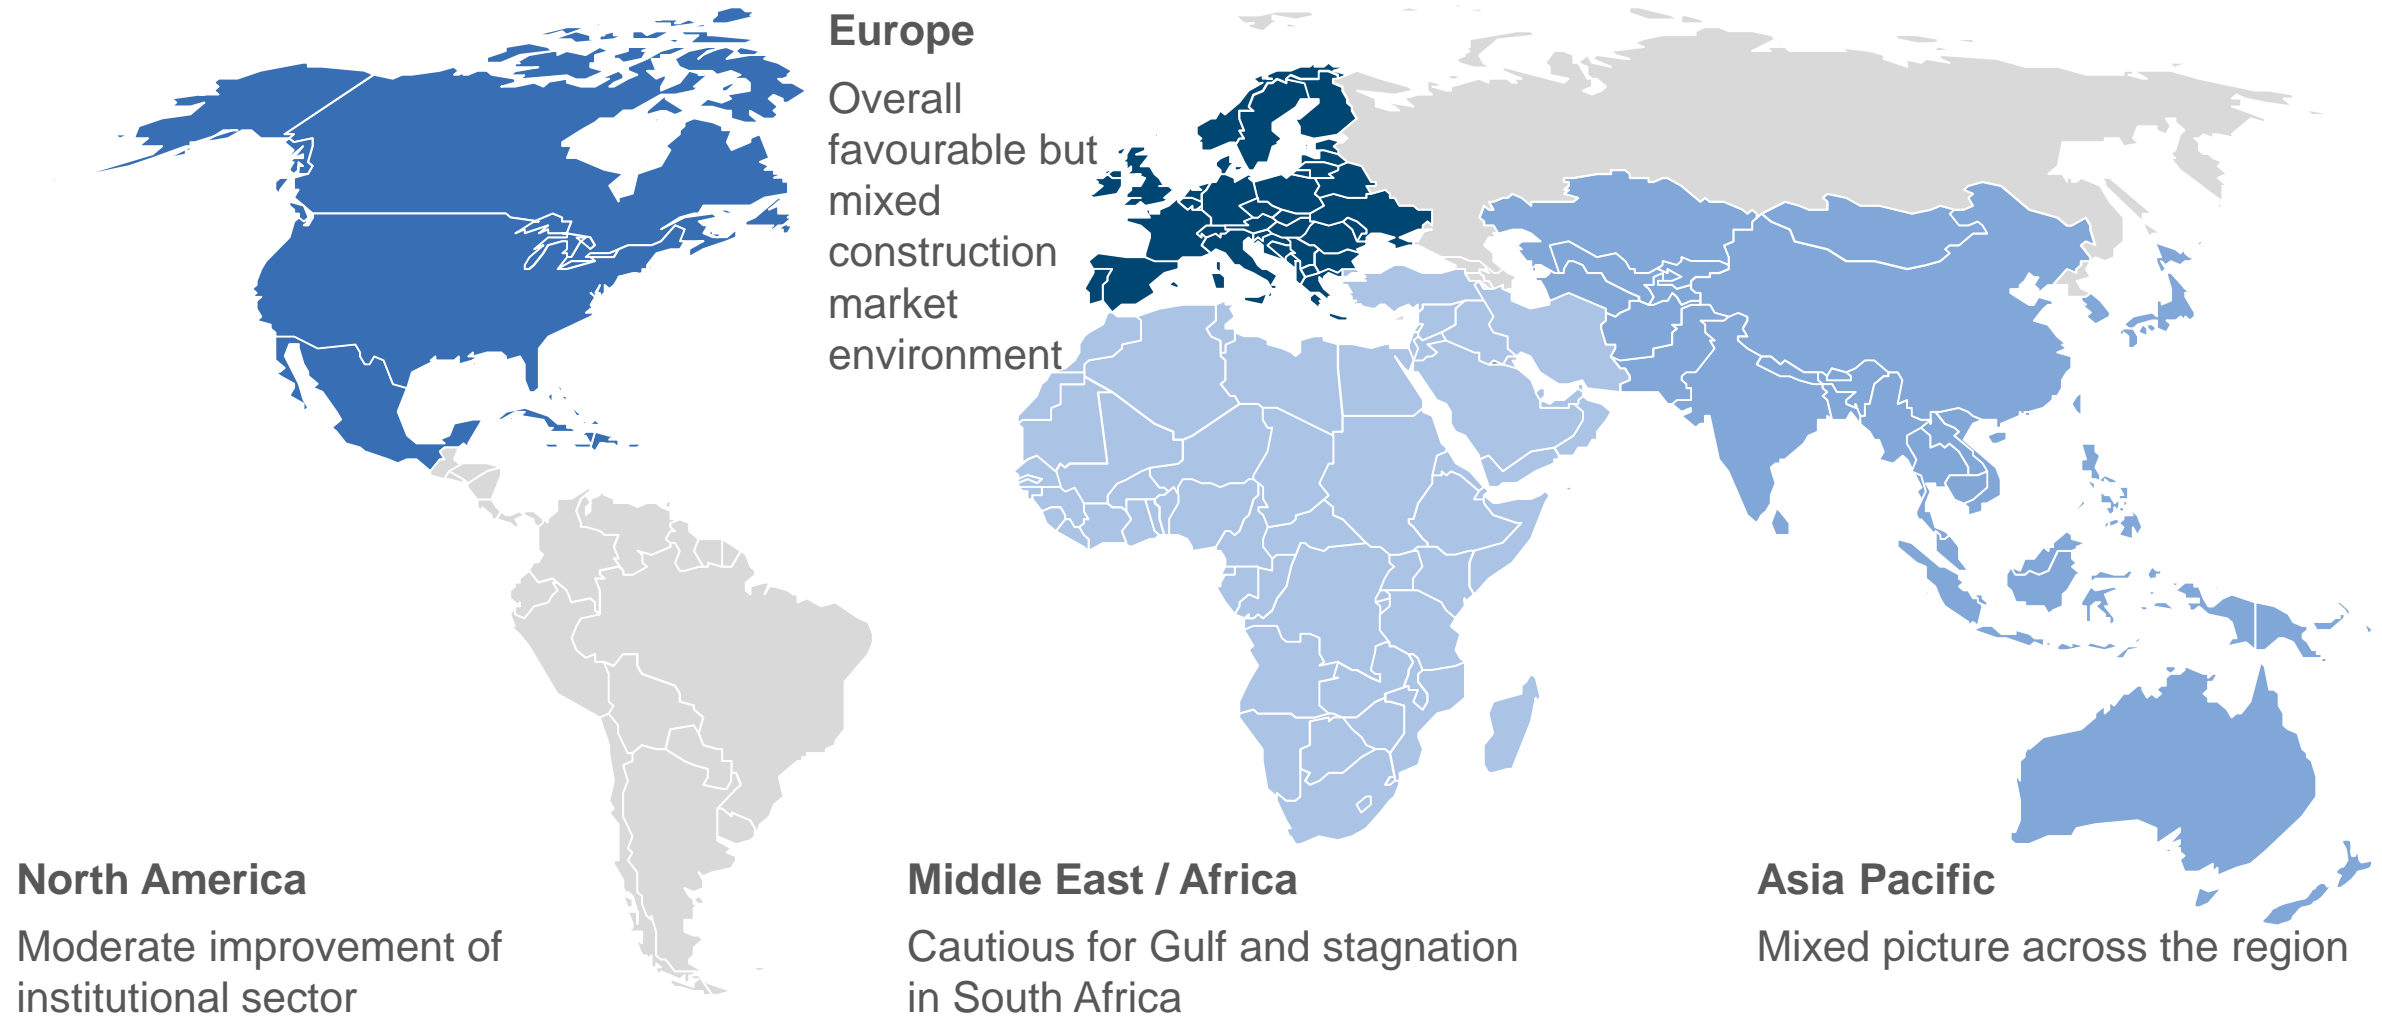 Europe
Overall
favourable but
mixed
construction
market
environment
North America
Moderate improvement of
institutional sector
Middle East / Africa
Cautious for Gulf and stagnation
in South Africa
Asia Pacific
Mixed picture across the region